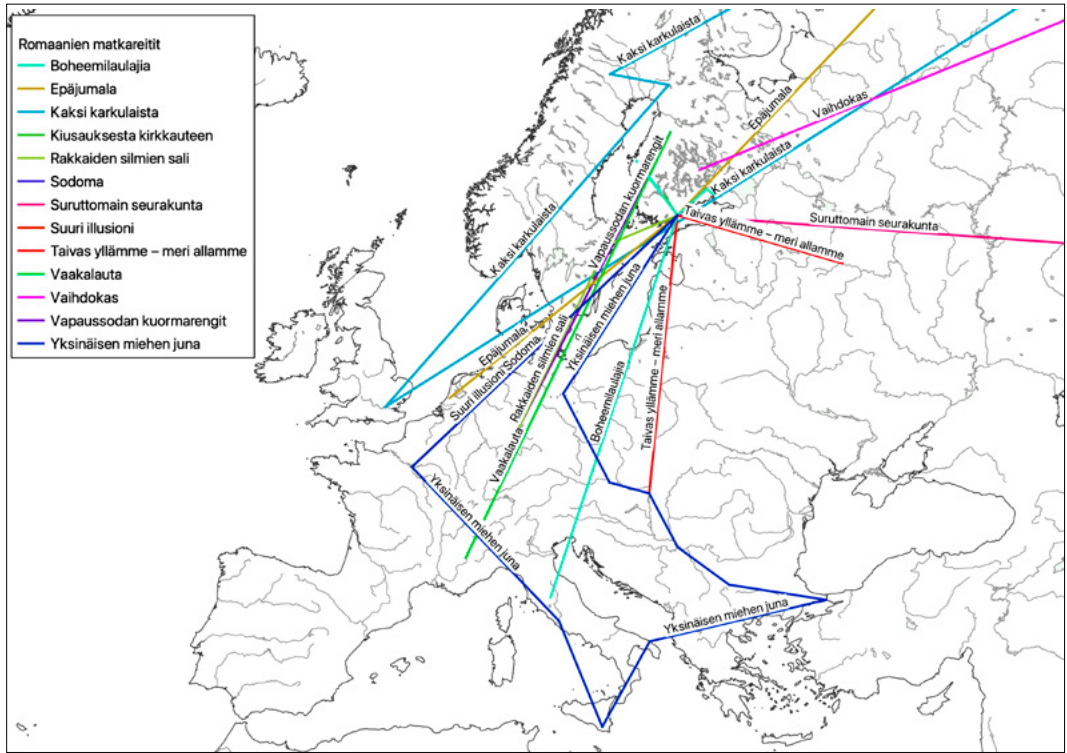 Romaanien matkareitit
Boheemilaulajia
Epäjumala
Kaksi karkulaista
Kiusauksesta kirkkauteen
Rakkaiden silmien sali
Sodoma
Suruttomain seurakunta
Suuri illusioni
Taivas yllämme – meri allamme
Vaakalauta
Vaihdokas
Vapaussodan kuormarengit
Yksinäisen miehen juna
Kaksi karkulaista
Epäjumala
Vaihdokas
Kaksi karkulaista
Vapaussodan kuormarengit
Taivas yllämme – meri allamme
Suruttomain seurakunta
Kaksi karkulaista
Yksinäisen miehen juna
Epäjumala
Suuri illusioni Sodoma
Rakkaiden silmien sali
Boheemilaulajia
Taivas yllämme – meri allamme
Vaakalauta
Yksinäisen miehen juna
Yksinäisen miehen juna